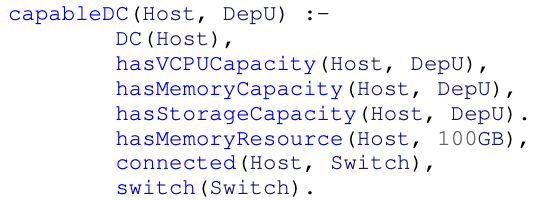 capableDC(Host, DepU) :-
DC(Host),
hasVCPUCapacity(Host, DepU),
hasMemoryCapacity(Host, DepU),
hasStorageCapacity(Host, DepU).
hasMemoryResource(Host, 100GB),
connected(Host, Switch),
switch(Switch).